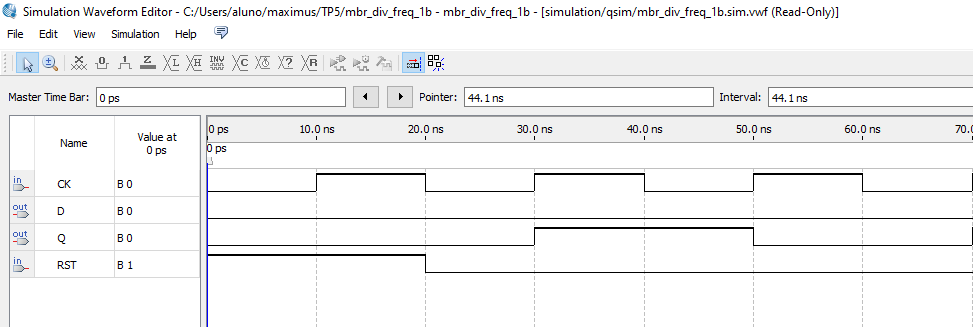 Simulation Waveform Editor - C:/Users/aluno/maximus/TP5/mbr_div_freq_1b - mbr_div_freq_1b - [simulation/qsim/mbr_div_freq_1b.sim.vwf (Read-Only)]
File Edit View Simulation Help
Master Time Bar: 0 ps Pointer: 44.1 ns Interval: 44.1 ns
Name Value at 0 ps 0 ps 10.0 ns 20.0 ns 30.0 ns 40.0 ns 50.0 ns 60.0 ns 70.0
0 ps
in CK B 0
out D B 0
out Q B 0
in RST B 1